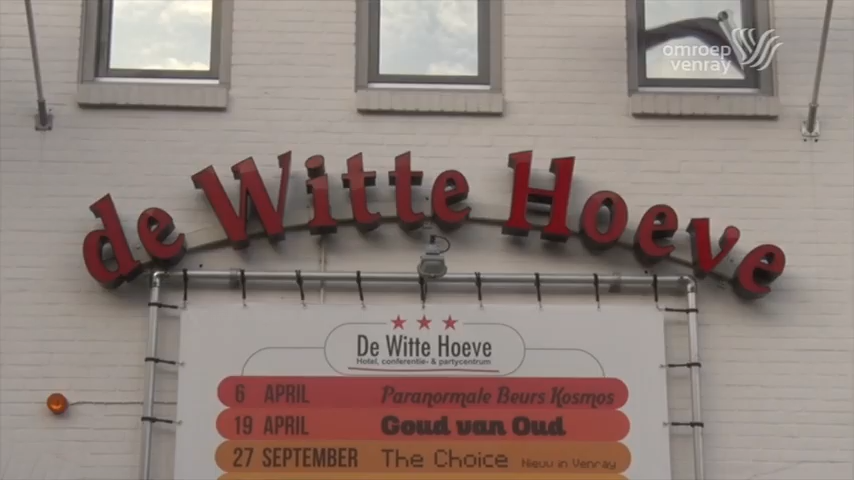 omroep
venray
de Witte Hoeve
De Witte Hoeve
Hotel, conferentie- & partycentrum
6 APRIL Paranormale Beurs Kosmos
19 APRIL Goud van Oud
27 SEPTEMBER The Choice Nieuw in Venray